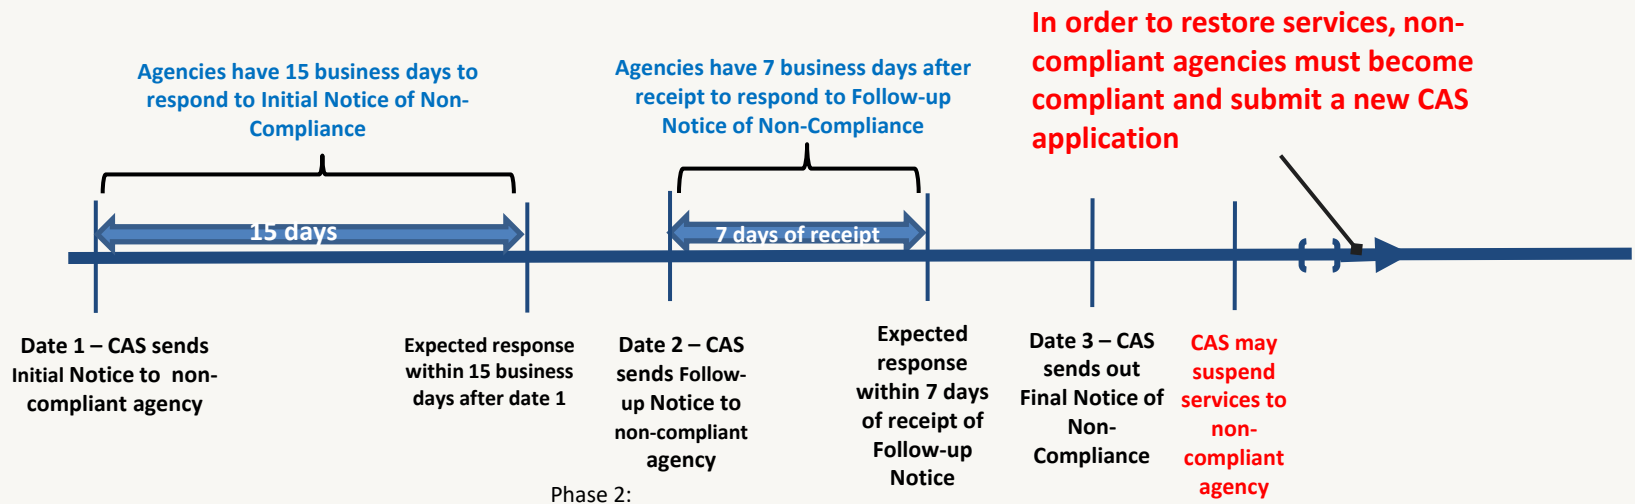 In order to restore services, non-
compliant agencies must become
compliant and submit a new CAS
application
Agencies have 15 business days to
respond to Initial Notice of Non-
Compliance
Agencies have 7 business days after
receipt to respond to Follow-up
Notice of Non-Compliance
15 days
7 days of receipt
Date 1 – CAS sends
Initial Notice to non-
compliant agency
Expected response
within 15 business
days after date 1
Date 2 – CAS
sends Follow-
up Notice to
non-compliant
agency
Expected
response
within 7 days
of receipt of
Follow-up
Notice
Date 3 – CAS
sends out
Final Notice of
Non-
Compliance
CAS may
suspend
services to
non-
compliant
agency
Phase 2: